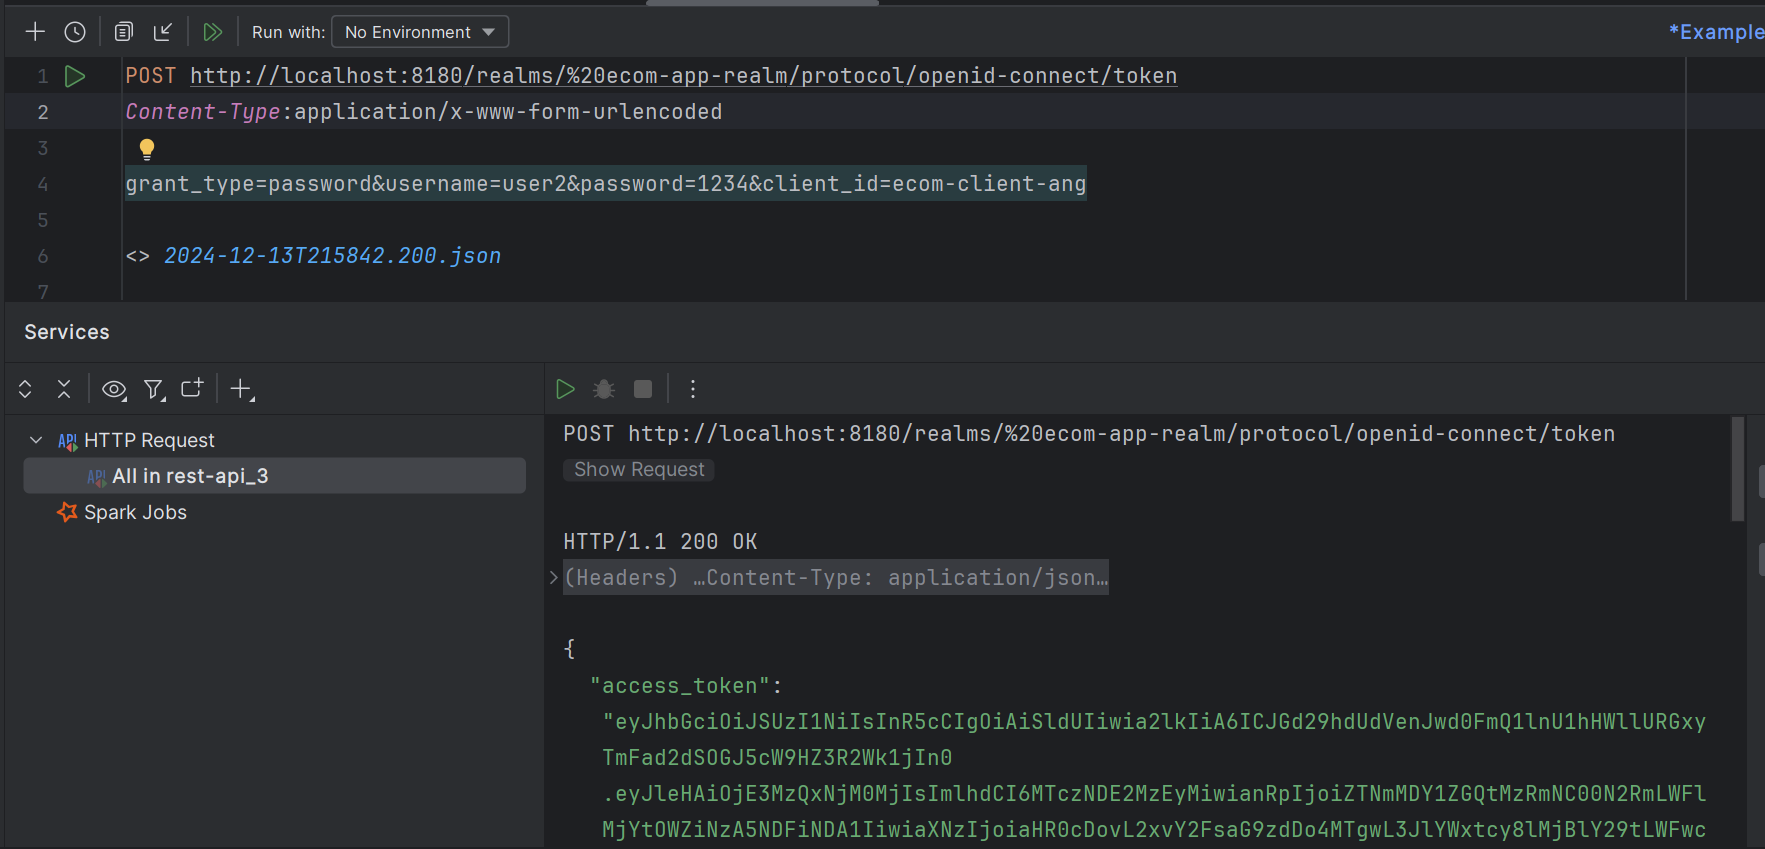 Run with: No Environment
*Example
1 POST http://localhost:8180/realms/%20ecom-app-realm/protocol/openid-connect/token
2 Content-Type:application/x-www-form-urlencoded
3
4 grant_type=password&username=user2&password=1234&client_id=ecom-client-ang
5
6 <> 2024-12-13T215842.200.json
7
Services
API HTTP Request
API All in rest-api_3
Spark Jobs
POST http://localhost:8180/realms/%20ecom-app-realm/protocol/openid-connect/token
Show Request
HTTP/1.1 200 OK
(Headers) …Content-Type: application/json…
{
"access_token":
"eyJhbGciOiJSUzI1NiIsInR5cCIgOiAiSldUIiwia2lkIiA6ICJGd29hdUdVenJwd0FmQ1lnU1hHWllURGxy
TmFad2dSOGJ5cW9HZ3R2Wk1jIn0
.eyJleHAiOjE3MzQxNjM0MjIsImlhdCI6MTczNDE2MzEyMiwianRpIjoiZTNmMDY1ZGQtMzRmNC00N2RmLWFl
MjYtOWZiNzA5NDFiNDA1IiwiaXNzIjoiaHR0cDovL2xvY2FsaG9zdDo4MTgwL3JlYWxtcy8lMjBlY29tLWFwc